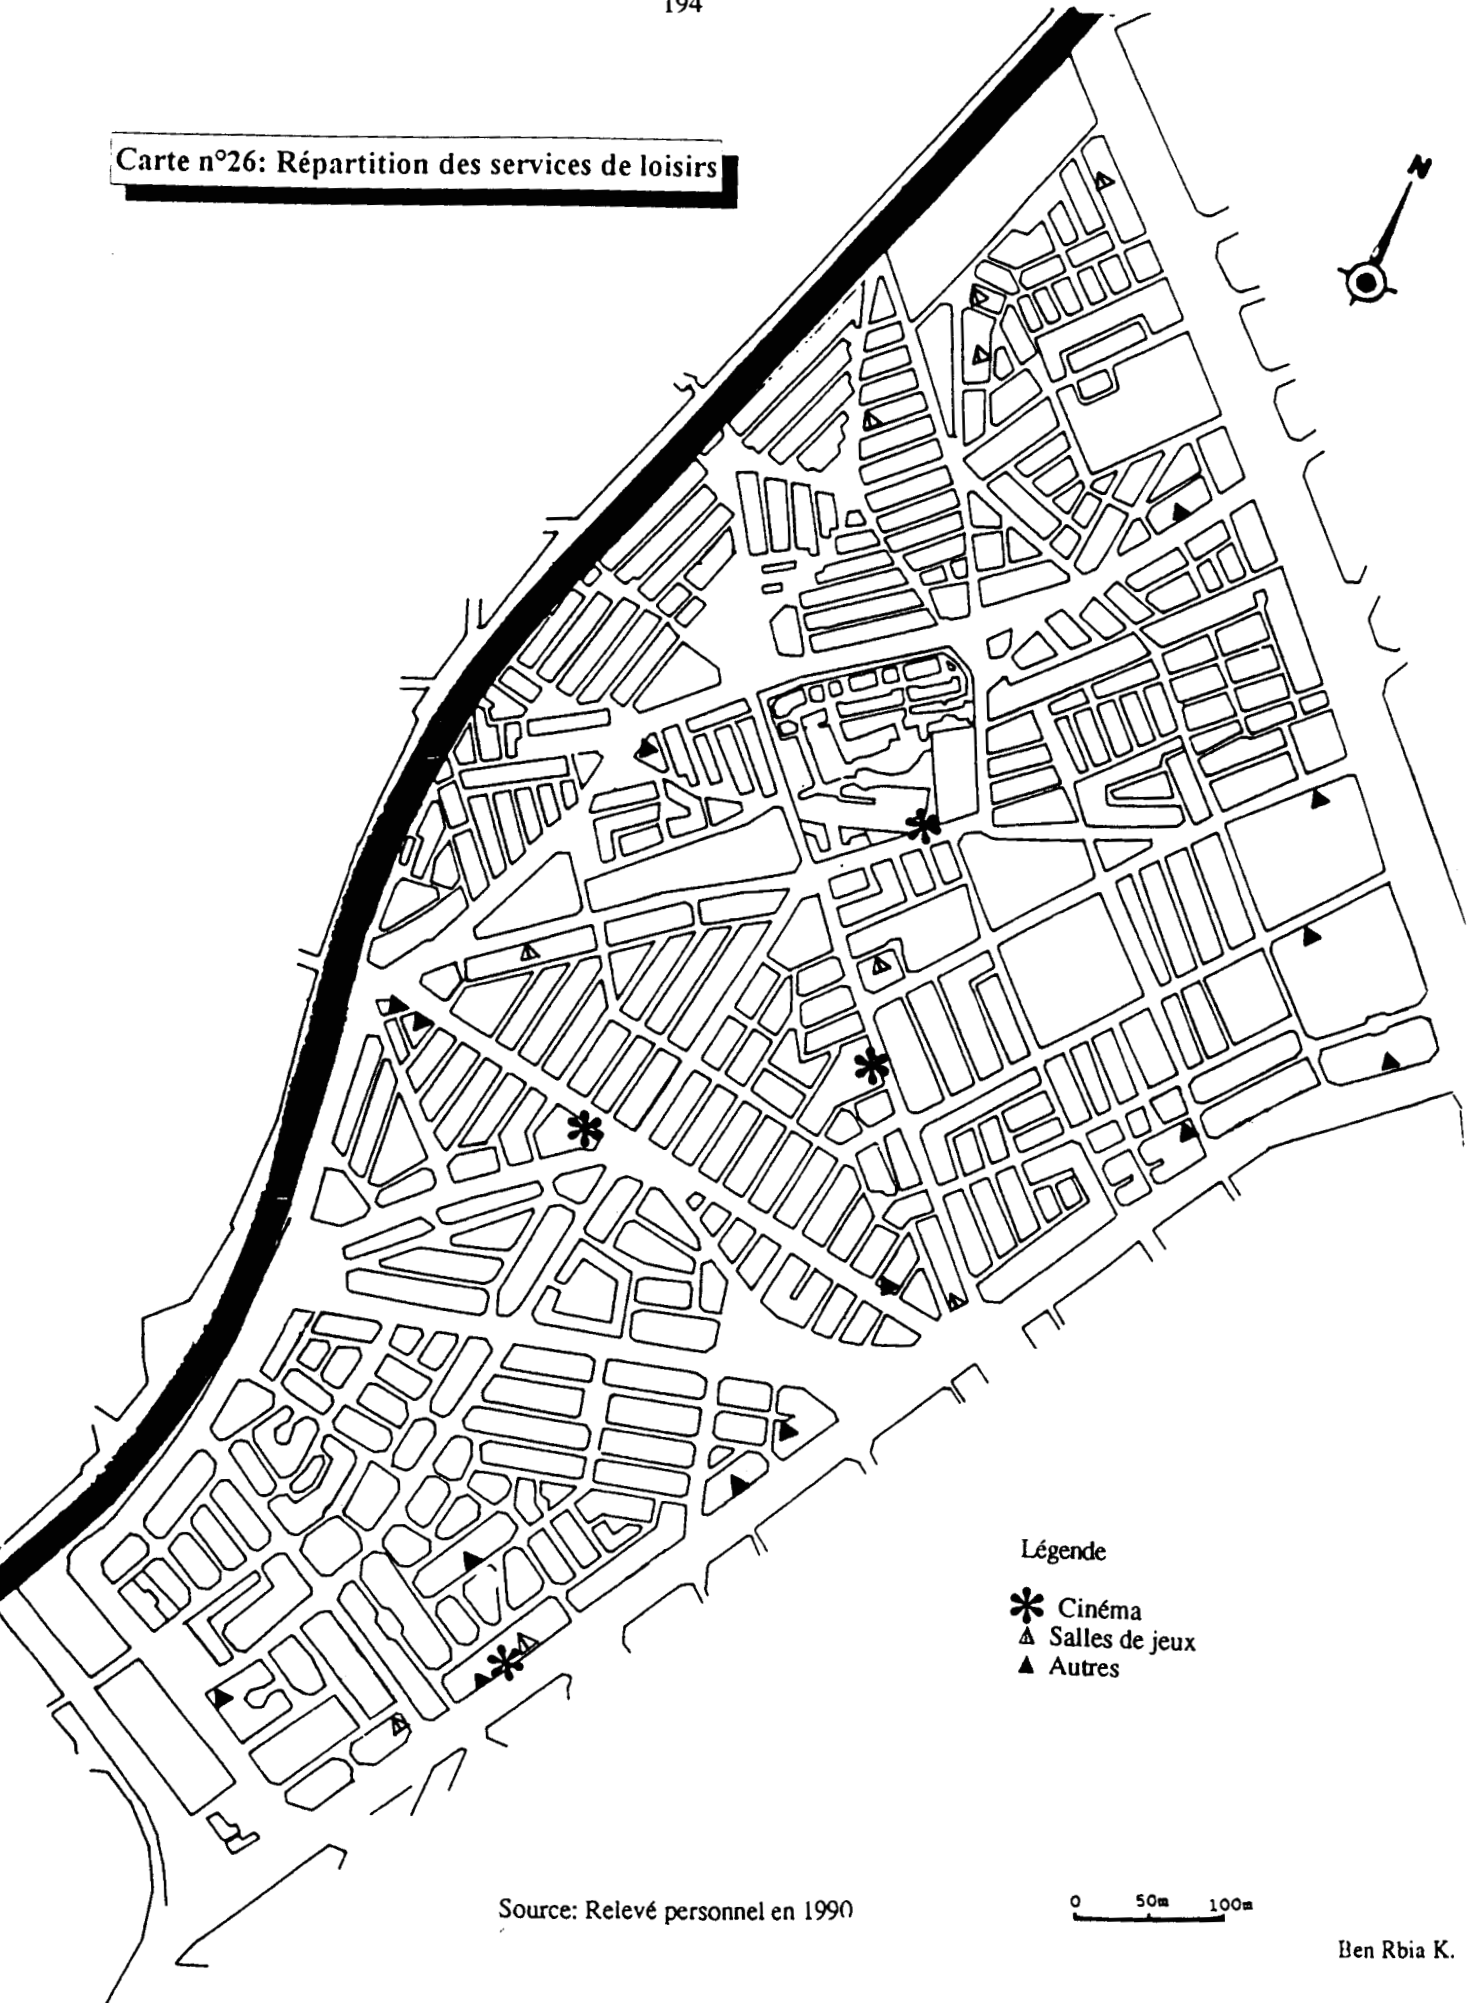 194
Carte n°26: Répartition des services de loisirs
N
Légende
Cinéma
Salles de jeux
Autres
Source: Relevé personnel en 1990
0 50m 100m
Ben Rbia K.